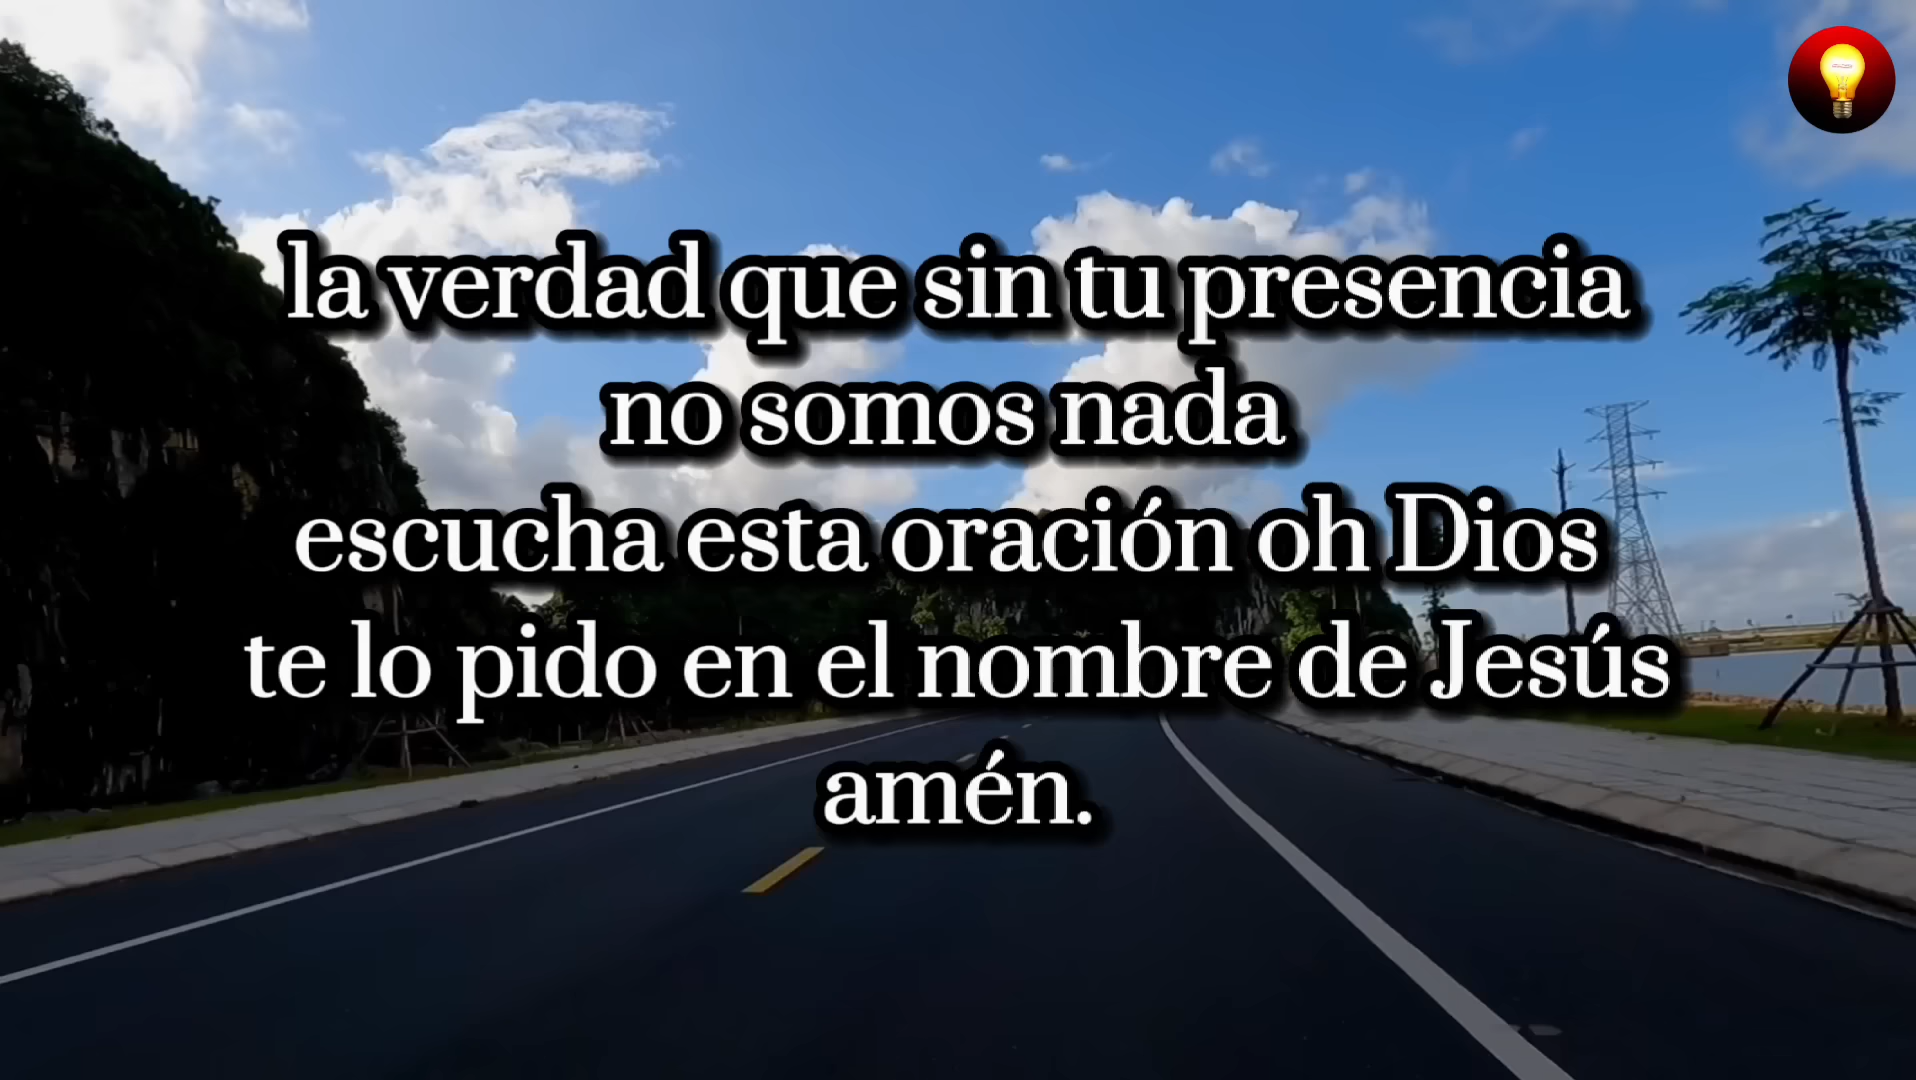 la verdad que sin tu presencia
no somos nada
escucha esta oración oh Dios
te lo pido en el nombre de Jesús
amén.